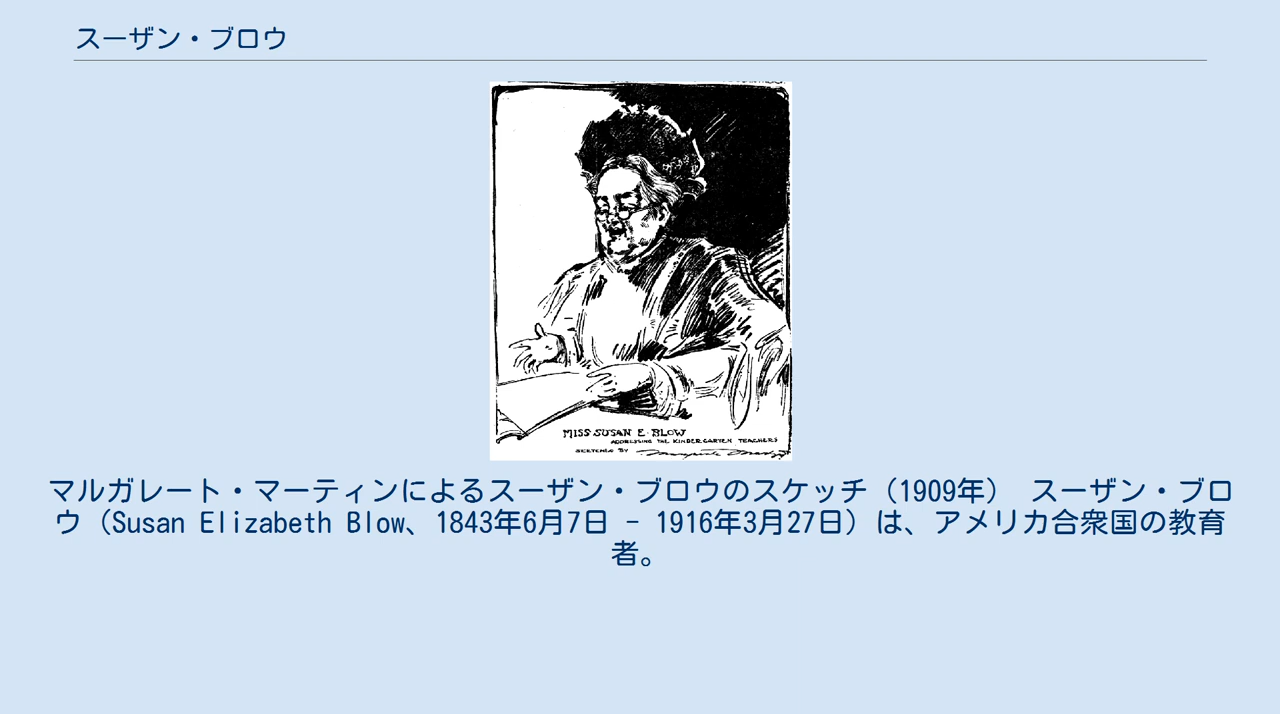 スーザン・ブロウ
MISS SUSAN E. BLOW
ADDRESSING THE KINDERGARTEN TEACHERS
SKETCHED BY
マルガレート・マーティンによるスーザン・ブロウのスケッチ（1909年） スーザン・ブロ
ウ（Susan Elizabeth Blow、1843年6月7日 - 1916年3月27日）は、アメリカ合衆国の教育
者。